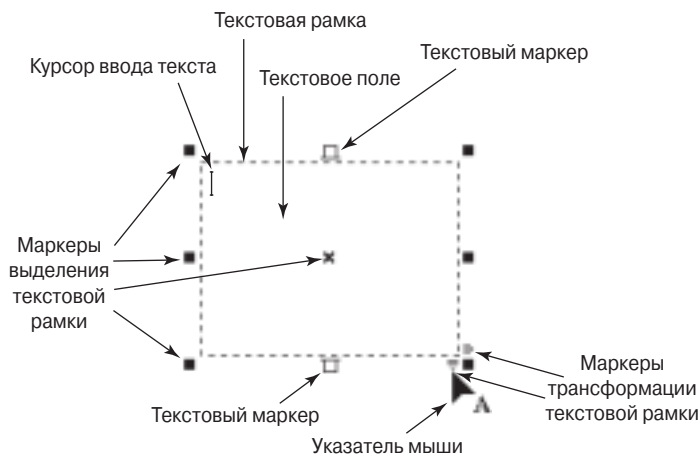 Текстовая рамка
Текстовый маркер
Курсор ввода текста
Текстовое поле
Маркеры
выделения
текстовой
рамки
Маркеры
трансформации
текстовой рамки
Текстовый маркер
Указатель мыши
A